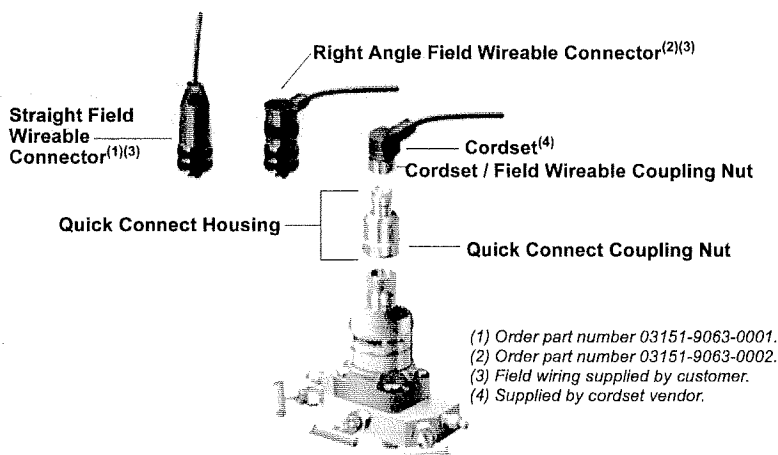 Right Angle Field Wireable Connector(2)(3)
Straight Field
Wireable
Connector(1)(3)
Cordset(4)
Cordset / Field Wireable Coupling Nut
Quick Connect Housing
Quick Connect Coupling Nut
(1) Order part number 03151-9063-0001.
(2) Order part number 03151-9063-0002.
(3) Field wiring supplied by customer.
(4) Supplied by cordset vendor.